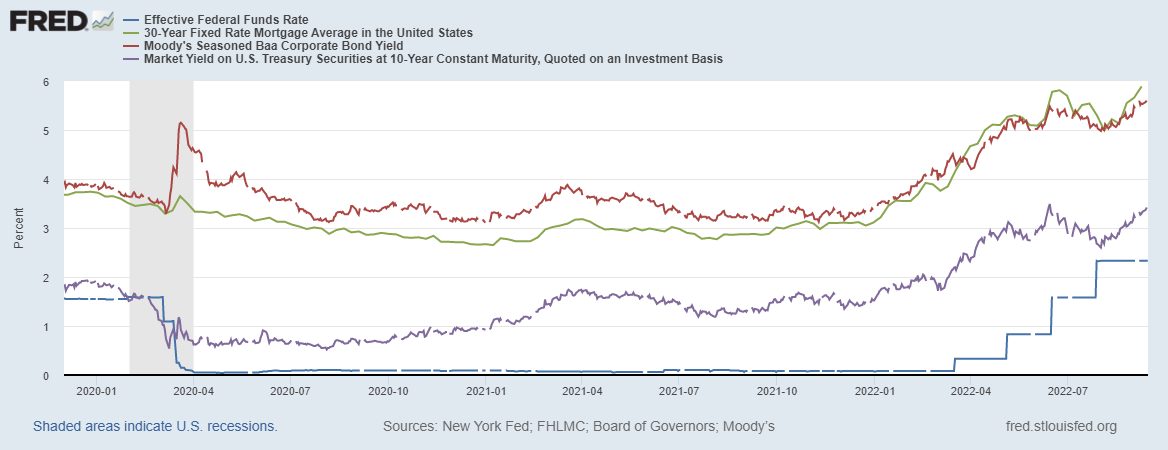 FRED
Effective Federal Funds Rate
30-Year Fixed Rate Mortgage Average in the United States
Moody's Seasoned Baa Corporate Bond Yield
Market Yield on U.S. Treasury Securities at 10-Year Constant Maturity, Quoted on an Investment Basis
6
5
4
3
2
1
0
Percent
2020-01 2020-04 2020-07 2020-10 2021-01 2021-04 2021-07 2021-10 2022-01 2022-04 2022-07
Shaded areas indicate U.S. recessions. Sources: New York Fed; FHLMC; Board of Governors; Moody's fred.stlouisfed.org